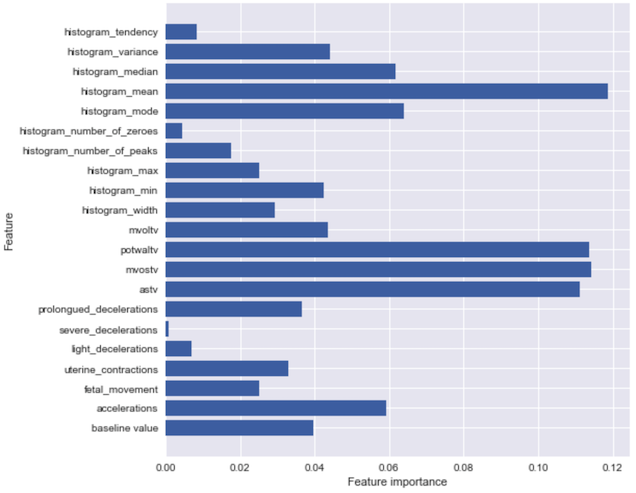 histogram_tendency
histogram_variance
histogram_median
histogram_mean
histogram_mode
histogram_number_of_zeroes
histogram_number_of_peaks
histogram_max
histogram_min
histogram_width
mvoltv
potwaltv
mvostv
astv
prolongued_decelerations
severe_decelerations
light_decelerations
uterine_contractions
fetal_movement
accelerations
baseline value
Feature
0.00 0.02 0.04 0.06 0.08 0.10 0.12
Feature importance